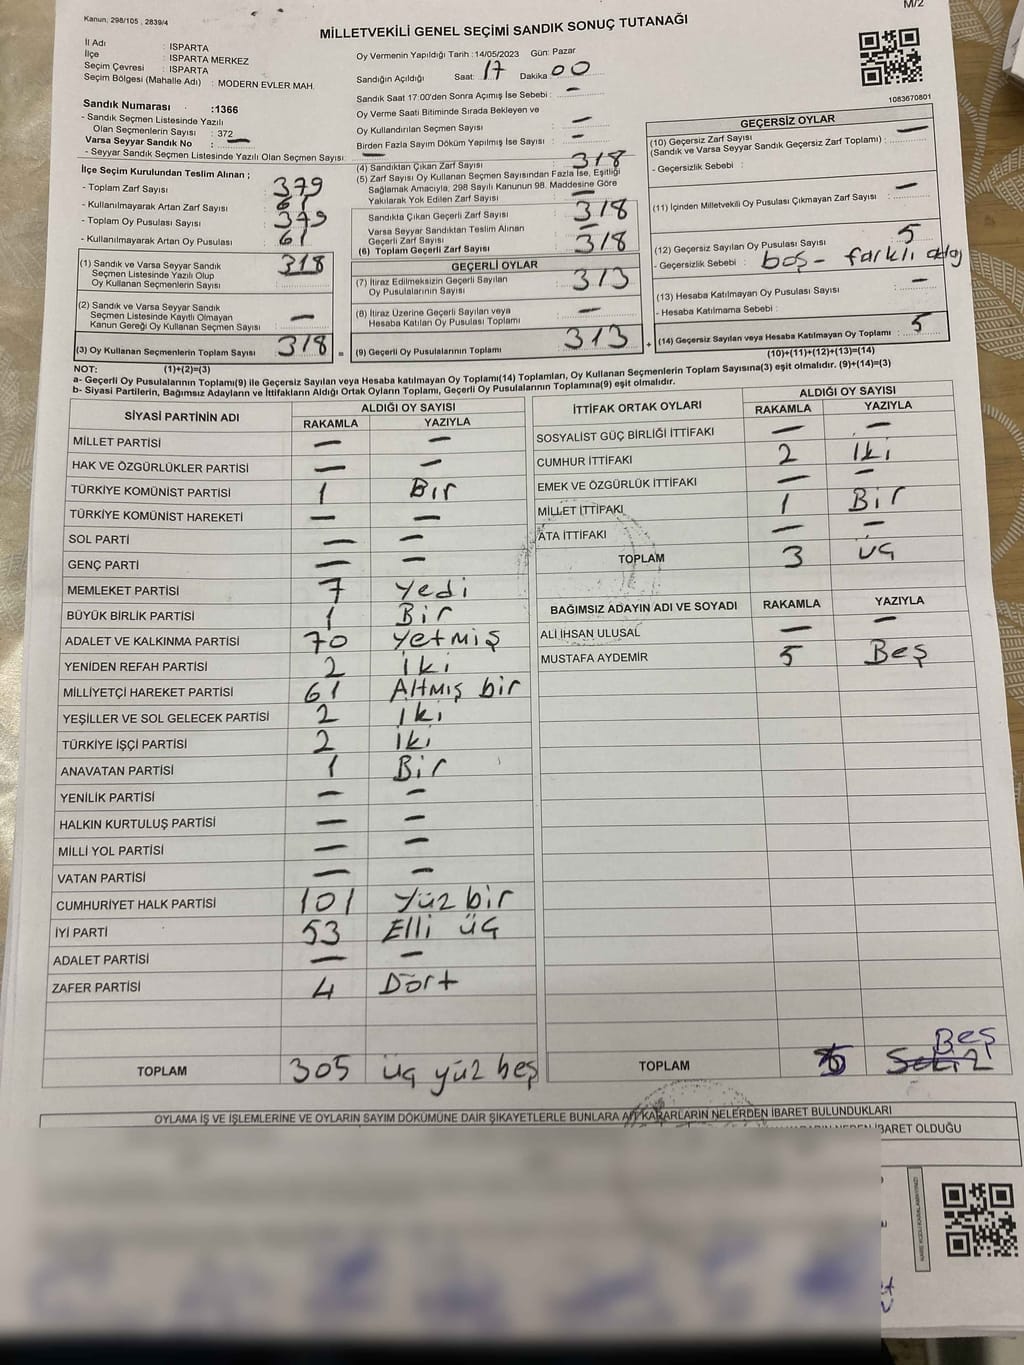 M/2
Kanun, 298/105 , 2839/4
MİLLETVEKİLİ GENEL SEÇİMİ SANDIK SONUÇ TUTANAĞI
İl Adı : ISPARTA
İlçe : ISPARTA MERKEZ
Seçim Çevresi : ISPARTA
Seçim Bölgesi (Mahalle Adı) : MODERN EVLER MAH.
Oy Vermenin Yapıldığı Tarih :14/05/2023 Gün: Pazar
Sandığın Açıldığı Saat: 17 Dakika 00
Sandık Saat 17:00'den Sonra Açımış İse Sebebi : —
Oy Verme Saati Bitiminde Sırada Bekleyen ve
Oy Kullandırılan Seçmen Sayısı : —
Birden Fazla Sayım Döküm Yapılmış İse Sayısı : —
1083670801
Sandık Numarası :1366
- Sandık Seçmen Listesinde Yazılı
Olan Seçmenlerin Sayısı : 372
Varsa Seyyar Sandık No : —
- Seyyar Sandık Seçmen Listesinde Yazılı Olan Seçmen Sayısı: —
İlçe Seçim Kurulundan Teslim Alınan ;
- Toplam Zarf Sayısı : 379
- Kullanılmayarak Artan Zarf Sayısı : 61
- Toplam Oy Pusulası Sayısı : 379
- Kullanılmayarak Artan Oy Pusulası : 61
(1) Sandık ve Varsa Seyyar Sandık
Seçmen Listesinde Yazılı Olup
Oy Kullanan Seçmenlerin Sayısı : 318
(2) Sandık ve Varsa Seyyar Sandık
Seçmen Listesinde Kayıtlı Olmayan
Kanun Gereği Oy Kullanan Seçmen Sayısı : —
(3) Oy Kullanan Seçmenlerin Toplam Sayısı : 318 =
(4) Sandıktan Çıkan Zarf Sayısı : 318
(5) Zarf Sayısı Oy Kullanan Seçmen Sayısından Fazla İse, Eşitliği
Sağlamak Amacıyla, 298 Sayılı Kanunun 98. Maddesine Göre
Yakılarak Yok Edilen Zarf Sayısı : —
Sandıkta Çıkan Geçerli Zarf Sayısı : 318
Varsa Seyyar Sandıktan Teslim Alınan
Geçerli Zarf Sayısı : —
(6) Toplam Geçerli Zarf Sayısı : 318
GEÇERLİ OYLAR
(7) İtiraz Edilmeksizin Geçerli Sayılan
Oy Pusulalarının Sayısı : 313
(8) İtiraz Üzerine Geçerli Sayılan veya
Hesaba Katılan Oy Pusulası Toplamı : —
(9) Geçerli Oy Pusulalarının Toplamı : 313 +
GEÇERSİZ OYLAR
(10) Geçersiz Zarf Sayısı
(Sandık ve Varsa Seyyar Sandık Geçersiz Zarf Toplamı) : —
- Geçersizlik Sebebi :
(11) İçinden Milletvekili Oy Pusulası Çıkmayan Zarf Sayısı : —
(12) Geçersiz Sayılan Oy Pusulası Sayısı : 5
- Geçersizlik Sebebi : boş - farklı
(13) Hesaba Katılmayan Oy Pusulası Sayısı : —
- Hesaba Katılmama Sebebi :
(14) Geçersiz Sayılan veya Hesaba Katılmayan Oy Toplamı : 5
(10)+(11)+(12)+(13)=(14)
NOT: (1)+(2)=(3)
a- Geçerli Oy Pusulalarının Toplamı(9) ile Geçersiz Sayılan veya Hesaba katılmayan Oy Toplamı(14) Toplamları, Oy Kullanan Seçmenlerin Toplam Sayısına(3) eşit olmalıdır. (9)+(14)=(3)
b- Siyasi Partilerin, Bağımsız Adayların ve İttifakların Aldığı Ortak Oyların Toplamı, Geçerli Oy Pusulalarının Toplamına(9) eşit olmalıdır.
SİYASİ PARTİNİN ADI ALDIĞI OY SAYISI
RAKAMLA YAZIYLA
MİLLET PARTİSİ — —
HAK VE ÖZGÜRLÜKLER PARTİSİ — —
TÜRKİYE KOMÜNİST PARTİSİ 1 Bir
TÜRKİYE KOMÜNİST HAREKETİ — —
SOL PARTİ — —
GENÇ PARTİ — —
MEMLEKET PARTİSİ 7 Yedi
BÜYÜK BİRLİK PARTİSİ 1 Bir
ADALET VE KALKINMA PARTİSİ 70 Yetmiş
YENİDEN REFAH PARTİSİ 2 İki
MİLLİYETÇİ HAREKET PARTİSİ 61 Altmış bir
YEŞİLLER VE SOL GELECEK PARTİSİ 2 İki
TÜRKİYE İŞÇİ PARTİSİ 2 İki
ANAVATAN PARTİSİ 1 Bir
YENİLİK PARTİSİ — —
HALKIN KURTULUŞ PARTİSİ — —
MİLLİ YOL PARTİSİ — —
VATAN PARTİSİ — —
CUMHURİYET HALK PARTİSİ 101 Yüz bir
İYİ PARTİ 53 Elli üç
ADALET PARTİSİ — —
ZAFER PARTİSİ 4 Dört
TOPLAM 305 üç yüz beş
İTTİFAK ORTAK OYLARI ALDIĞI OY SAYISI
RAKAMLA YAZIYLA
SOSYALİST GÜÇ BİRLİĞİ İTTİFAKI — —
CUMHUR İTTİFAKI 2 İki
EMEK VE ÖZGÜRLÜK İTTİFAKI — —
MİLLET İTTİFAKI 1 Bir
ATA İTTİFAKI — —
TOPLAM 3 üç
BAĞIMSIZ ADAYIN ADI VE SOYADI RAKAMLA YAZIYLA
ALİ İHSAN ULUSAL — —
MUSTAFA AYDEMİR 5 Beş
TOPLAM 5 Beş
Sekiz
OYLAMA İŞ VE İŞLEMLERİNE VE OYLARIN SAYIM DÖKÜMÜNE DAİR ŞİKAYETLERLE BUNLARA AİT KARARLARIN NELERDEN İBARET BULUNDUKLARI
İBARET OLDUĞU